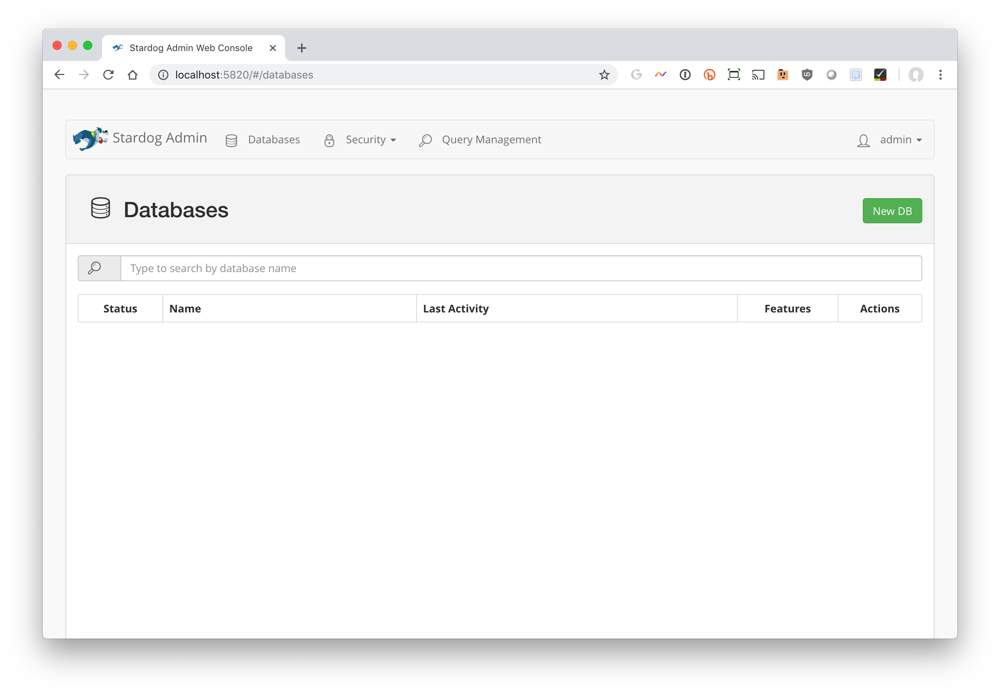 Stardog Admin Web Console
localhost:5820/#/databases
Stardog Admin Databases Security Query Management admin
Databases New DB
Type to search by database name
Status Name Last Activity Features Actions